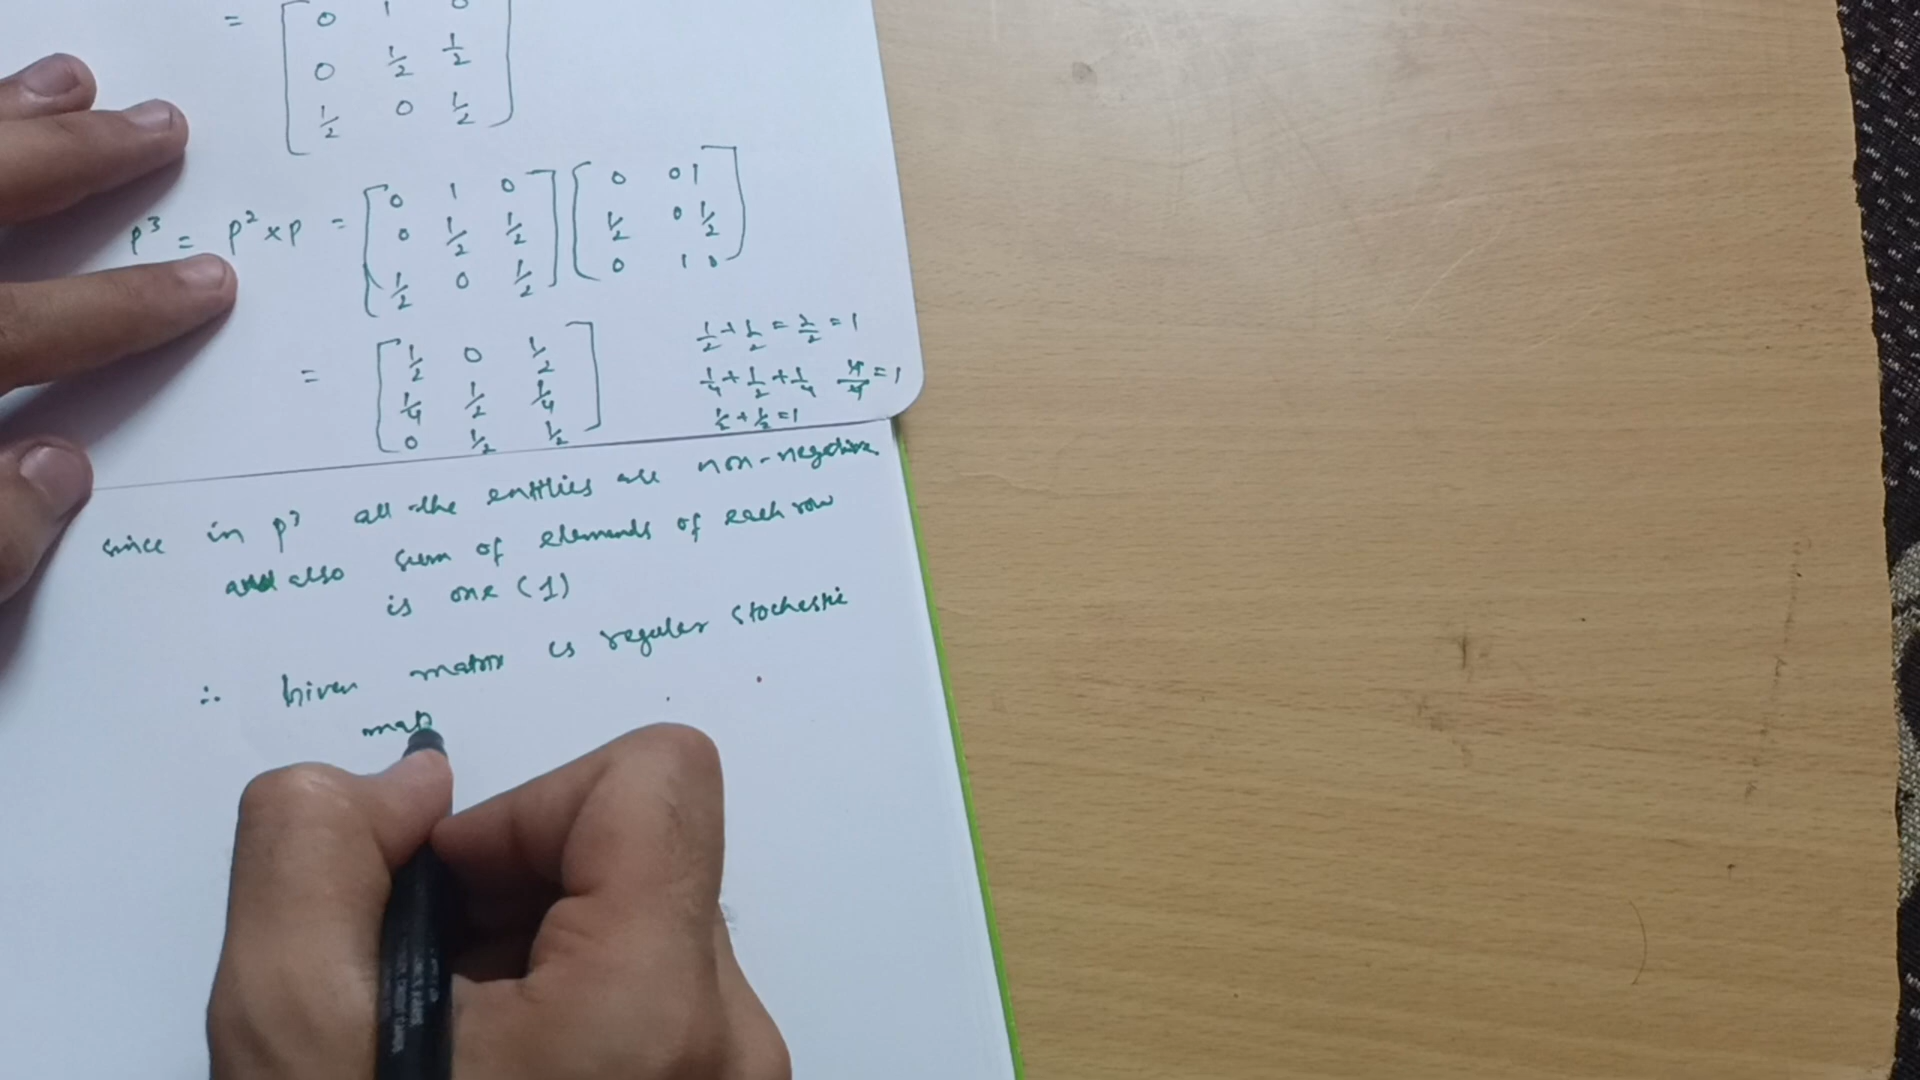 = [ 0 1 0
0 1/2 1/2
1/2 0 1/2 ]
p³ = p² x p = [ 0 1 0 ] [ 0 0 1 ]
[ 0 1/2 1/2 ] [ 1/2 0 1/2 ]
[ 1/2 0 1/2 ] [ 0 1 0 ]
= [ 1/2 0 1/2 ] 1/2 + 1/2 = 2/2 = 1
[ 1/4 1/2 1/4 ] 1/4 + 1/2 + 1/4 4/4 = 1
[ 0 1/2 1/2 ] 1/2 + 1/2 = 1
since in p³ all the entities are non-negative
and also sum of elements of each row
is one (1)
∴ Given matrix is reguler stochestic
mat